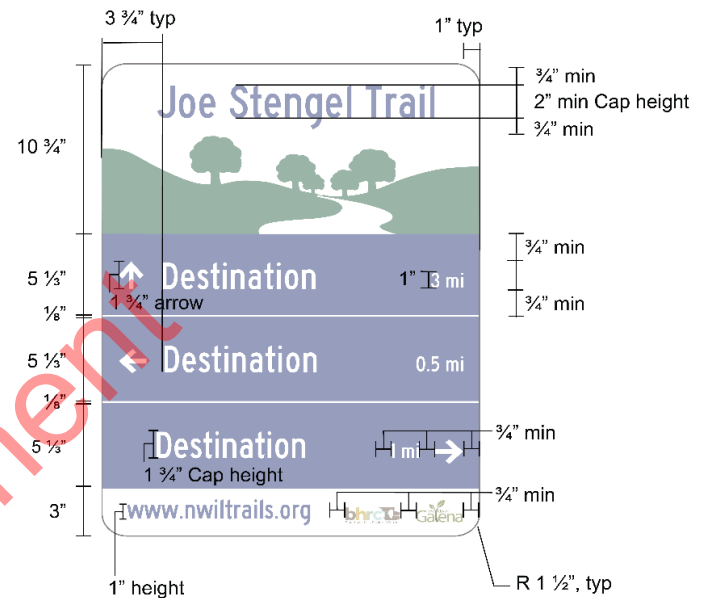 3 ¾” typ
1” typ
Joe Stengel Trail
¾” min
2” min Cap height
¾” min
10 ¾”
¾” min
5 ⅓”
Destination
1”
3 mi
1 ¾” arrow
¾” min
⅛”
5 ⅓”
Destination
0.5 mi
⅛”
¾” min
5 ⅓”
Destination
1 mi
1 ¾” Cap height
¾” min
3”
www.nwiltrails.org
bhrc
Galena
1” height
R 1 ½”, typ
ment